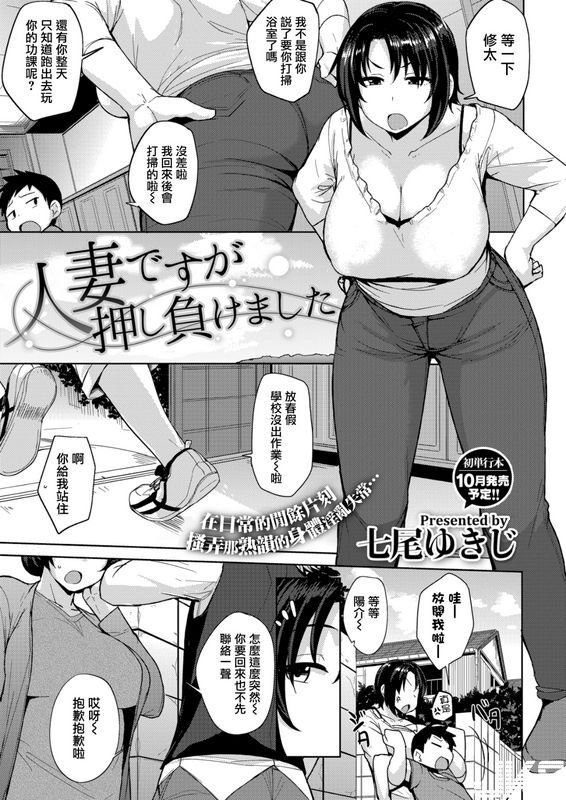 等一下
修太
我不是跟你
說了要你打掃
浴室了嗎
沒差啦
我回來後會
打掃的啦～
還有你整天
只知道跑出去玩
你的功課呢?
人妻ですが
押し負けました
放春假
學校沒出作業～啦
啊
你給我站住
初単行本
10月発売
予定!!
在日常的閒餘片刻
搔弄那熟韻的身體淫亂失常…
Presented by
七尾ゆきじ
哇—
放開我啦—
等等
陽介～
怎麼這麼突然～
你要回來也不先
聯絡一聲
哎呀～
抱歉抱歉啦